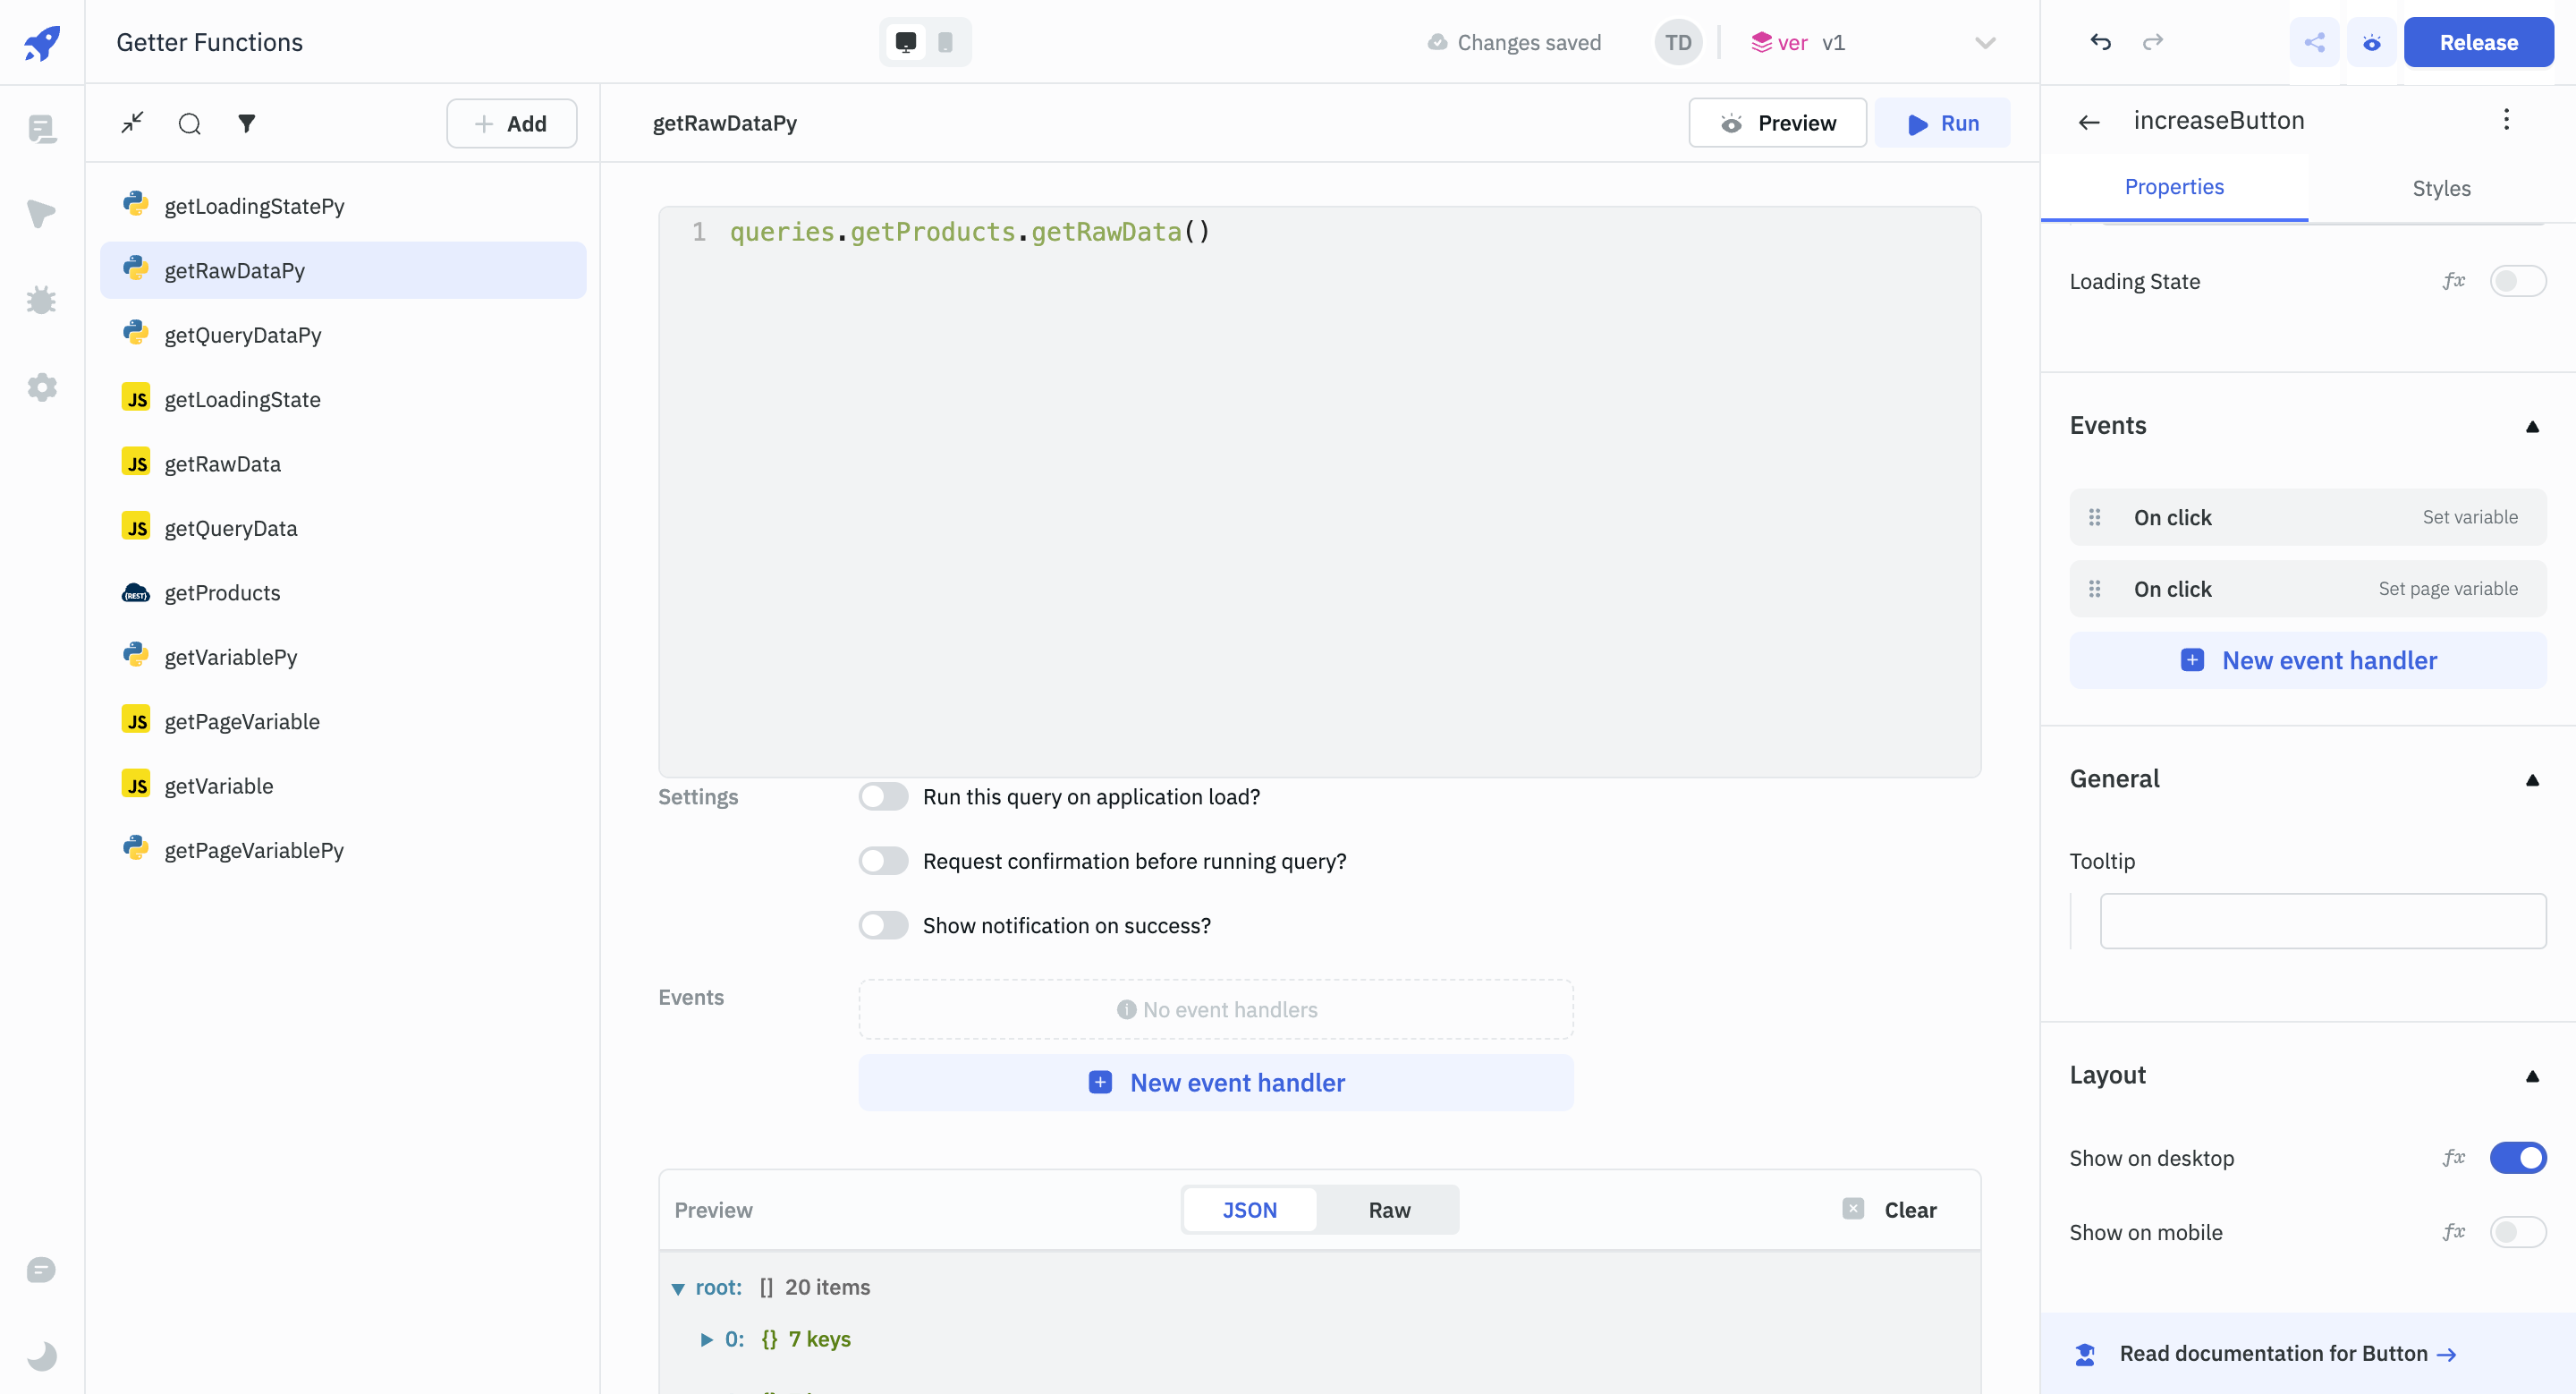 Getter Functions
Changes saved
TD
ver v1
Release
Add
getRawDataPy
Preview
Run
increaseButton
Properties
Styles
getLoadingStatePy
getRawDataPy
getQueryDataPy
JS getLoadingState
JS getRawData
JS getQueryData
{REST} getProducts
getVariablePy
JS getPageVariable
JS getVariable
getPageVariablePy
1 queries.getProducts.getRawData()
Settings
Run this query on application load?
Request confirmation before running query?
Show notification on success?
Events
No event handlers
New event handler
Preview
JSON
Raw
Clear
root: [] 20 items
0: {} 7 keys
Loading State fx
Events
On click Set variable
On click Set page variable
New event handler
General
Tooltip
Layout
Show on desktop fx
Show on mobile fx
Read documentation for Button →